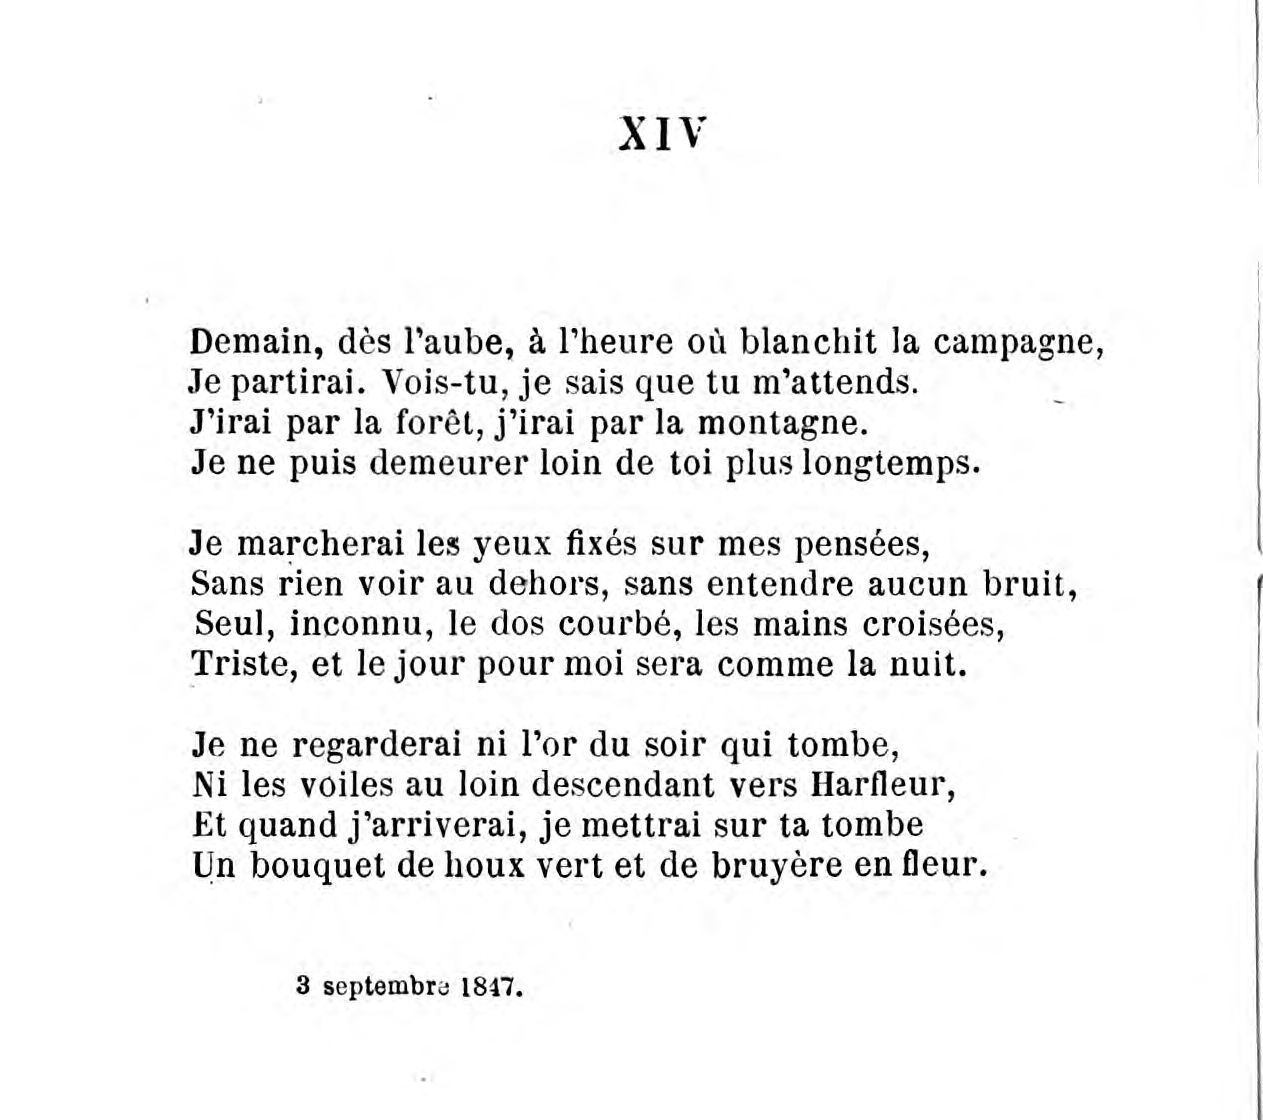 XIV
Demain, dès l'aube, à l'heure où blanchit la campagne,
Je partirai. Vois-tu, je sais que tu m'attends.
J'irai par la forêt, j'irai par la montagne.
Je ne puis demeurer loin de toi plus longtemps.
Je marcherai les yeux fixés sur mes pensées,
Sans rien voir au dehors, sans entendre aucun bruit,
Seul, inconnu, le dos courbé, les mains croisées,
Triste, et le jour pour moi sera comme la nuit.
Je ne regarderai ni l'or du soir qui tombe,
Ni les voiles au loin descendant vers Harfleur,
Et quand j'arriverai, je mettrai sur ta tombe
Un bouquet de houx vert et de bruyère en fleur.
3 septembre 1847.